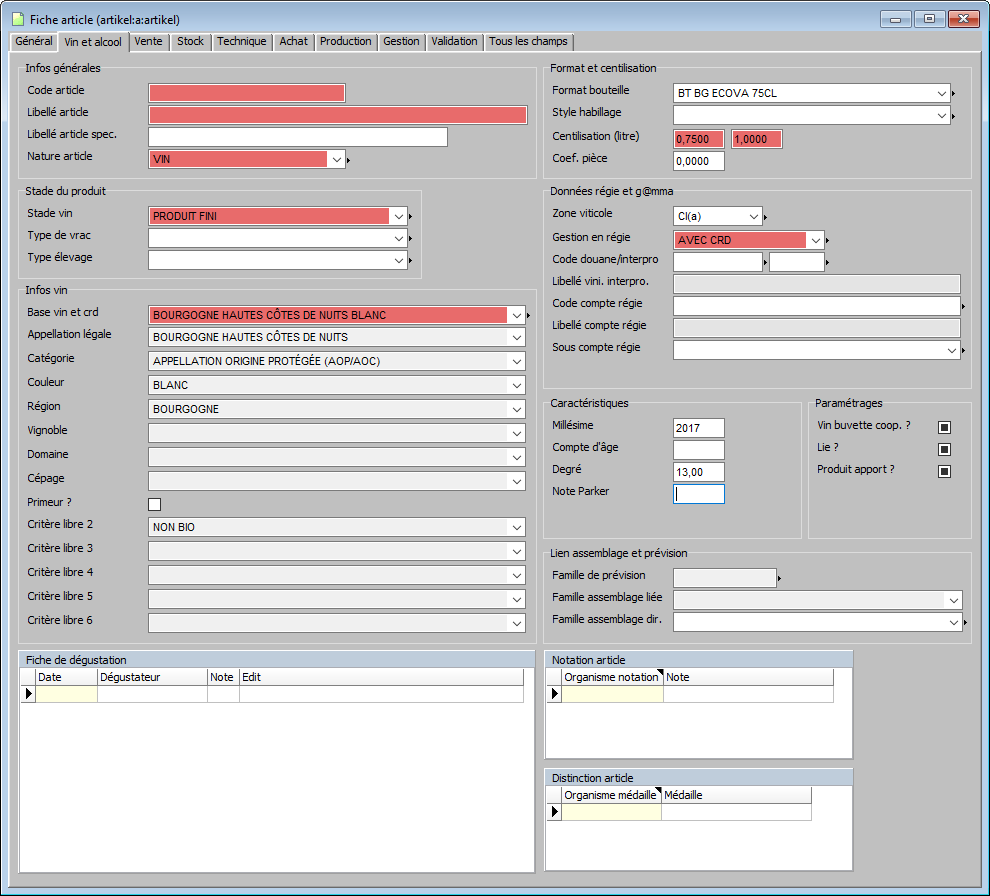 Fiche article (artikel:a:artikel)
Général Vin et alcool Vente Stock Technique Achat Production Gestion Validation Tous les champs
Infos générales
Code article
Libellé article
Libellé article spec.
Nature article VIN
Stade du produit
Stade vin PRODUIT FINI
Type de vrac
Type élevage
Infos vin
Base vin et crd BOURGOGNE HAUTES CÔTES DE NUITS BLANC
Appellation légale BOURGOGNE HAUTES CÔTES DE NUITS
Catégorie APPELLATION ORIGINE PROTÉGÉE (AOP/AOC)
Couleur BLANC
Région BOURGOGNE
Vignoble
Domaine
Cépage
Primeur ?
Critère libre 2 NON BIO
Critère libre 3
Critère libre 4
Critère libre 5
Critère libre 6
Format et centilisation
Format bouteille BT BG ECOVA 75CL
Style habillage
Centilisation (litre) 0,7500 1,0000
Coef. pièce 0,0000
Données régie et g@mma
Zone viticole CI(a)
Gestion en régie AVEC CRD
Code douane/interpro
Libellé vini. interpro.
Code compte régie
Libellé compte régie
Sous compte régie
Caractéristiques
Millésime 2017
Compte d'âge
Degré 13,00
Note Parker
Paramétrages
Vin buvette coop. ?
Lie ?
Produit apport ?
Lien assemblage et prévision
Famille de prévision
Famille assemblage liée
Famille assemblage dir.
Fiche de dégustation
Date Dégustateur Note Edit
Notation article
Organisme notation Note
Distinction article
Organisme médaille Médaille